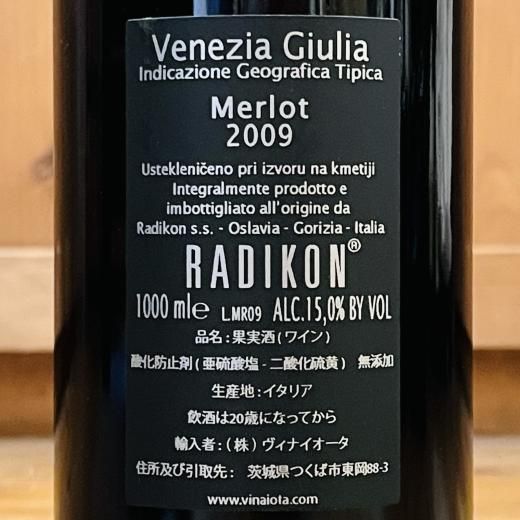 Venezia Giulia
Indicazione Geografica Tipica
Merlot
2009
Ustekleničeno pri izvoru na kmetiji
Integralmente prodotto e
imbottigliato all'origine da
Radikon s.s. - Oslavia - Gorizia - Italia
RADIKON®
1000 ml℮ L.MR09 ALC.15,0% BY VOL
品名 : 果実酒 ( ワイン )
酸化防止剤 ( 亜硫酸塩 - 二酸化硫黄 ) 無添加
生産地 : イタリア
飲酒は20歳になってから
輸入者 : ( 株 ) ヴィナイオータ
住所及び引取先 : 茨城県つくば市東岡88-3
www.vinaiota.com